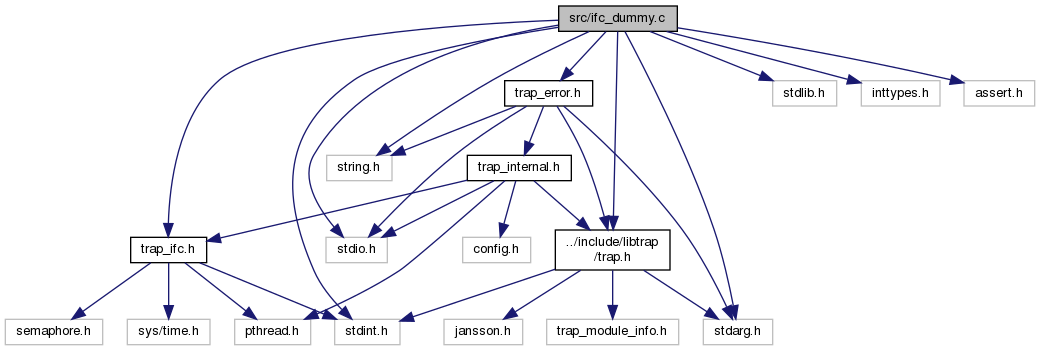 src/ifc_dummy.c
trap_error.h
stdlib.h
inttypes.h
assert.h
string.h
trap_internal.h
trap_ifc.h
stdio.h
config.h
../include/libtrap
/trap.h
semaphore.h
sys/time.h
pthread.h
stdint.h
jansson.h
trap_module_info.h
stdarg.h